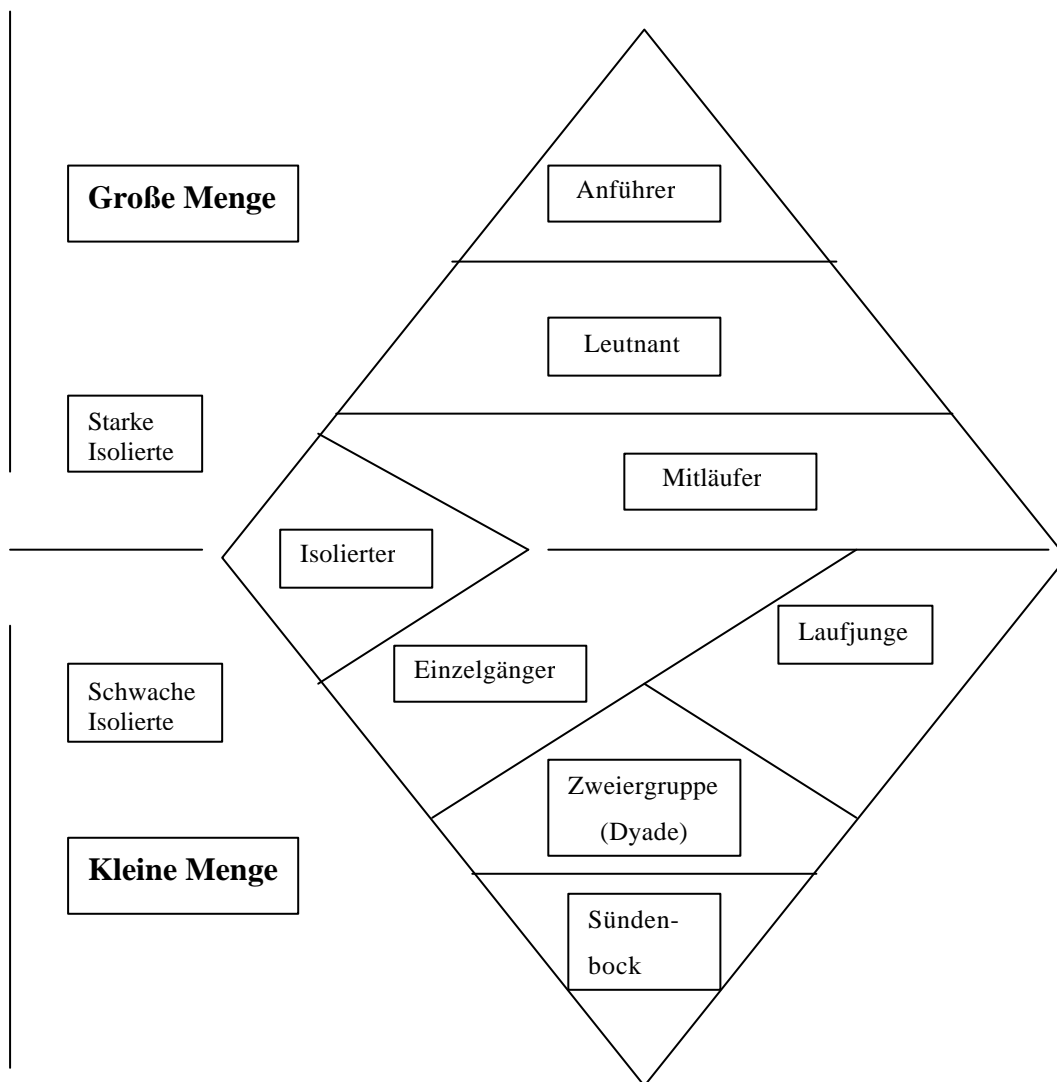 Große Menge
Anführer
Leutnant
Starke
Isolierte
Mitläufer
Isolierter
Laufjunge
Einzelgänger
Schwache
Isolierte
Zweiergruppe
(Dyade)
Kleine Menge
Sünden-
bock